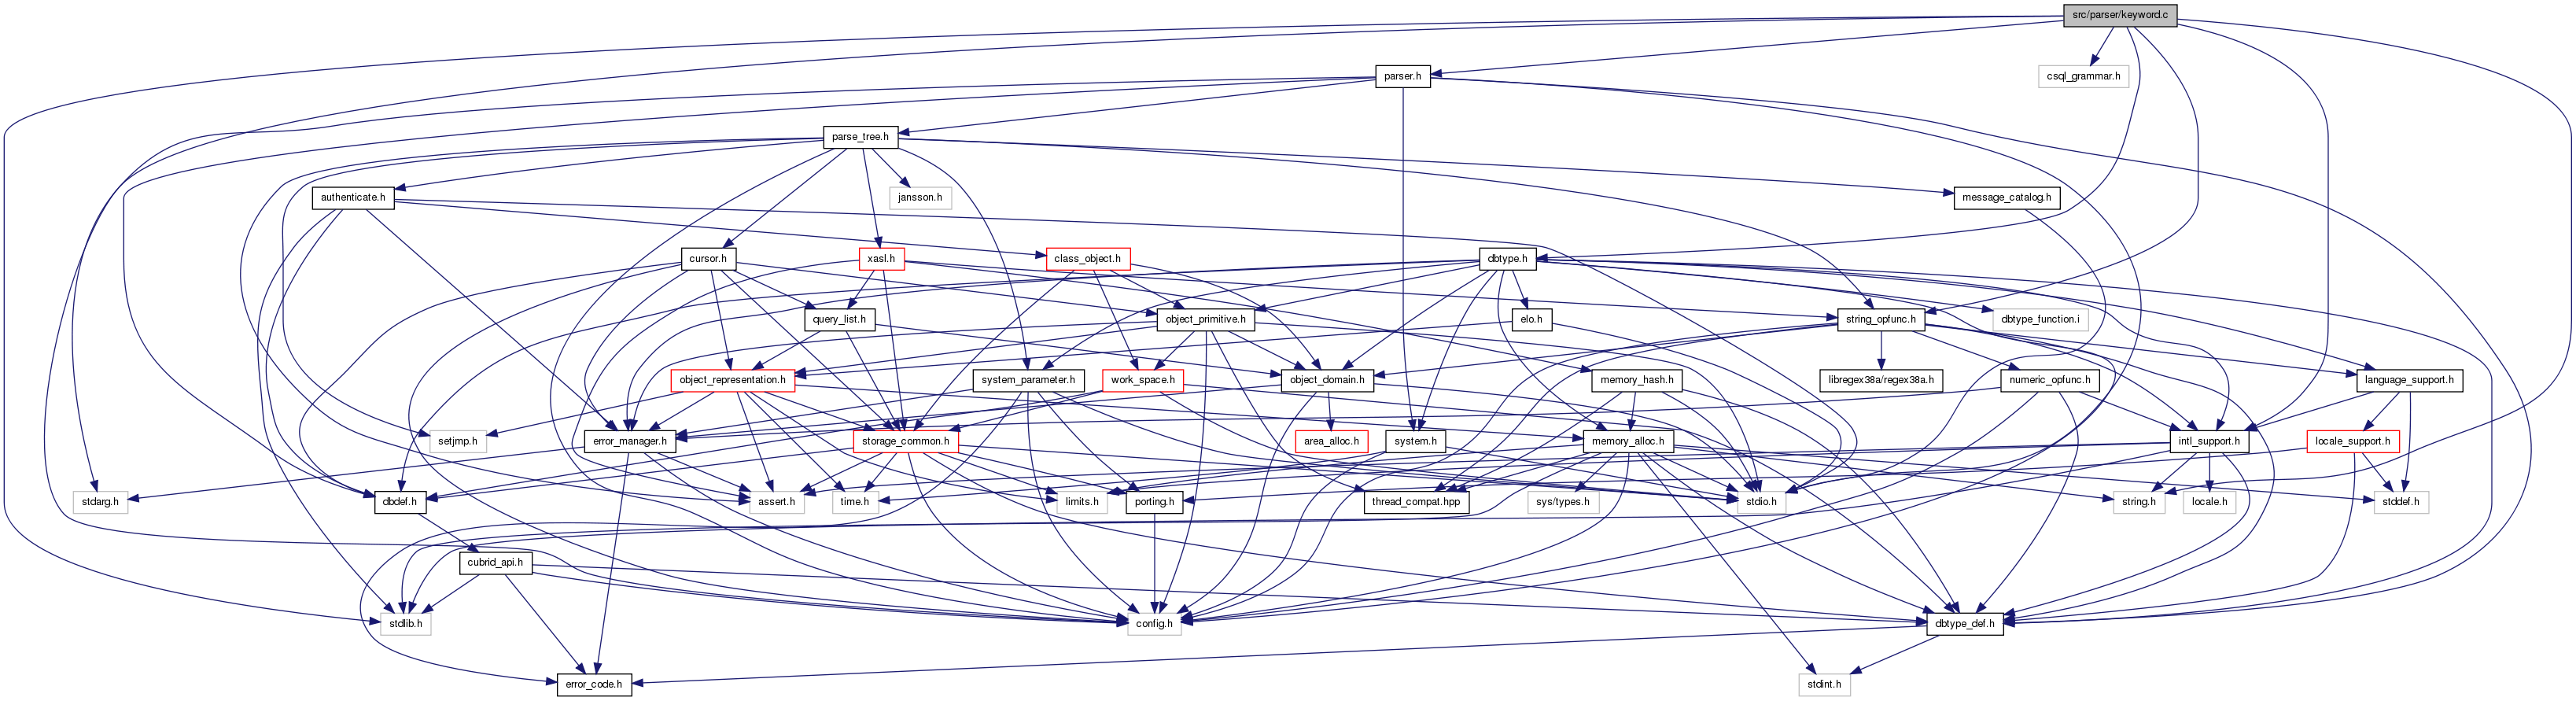 src/parser/keyword.c
parser.h
csql_grammar.h
parse_tree.h
authenticate.h
jansson.h
message_catalog.h
cursor.h
xasl.h
class_object.h
dbtype.h
query_list.h
object_primitive.h
elo.h
string_opfunc.h
dbtype_function.i
object_representation.h
system_parameter.h
work_space.h
object_domain.h
memory_hash.h
libregex38a/regex38a.h
numeric_opfunc.h
language_support.h
setjmp.h
error_manager.h
storage_common.h
area_alloc.h
system.h
memory_alloc.h
intl_support.h
locale_support.h
stdarg.h
dbdef.h
assert.h
time.h
limits.h
porting.h
thread_compat.hpp
sys/types.h
stdio.h
string.h
locale.h
stddef.h
cubrid_api.h
stdlib.h
config.h
dbtype_def.h
error_code.h
stdint.h